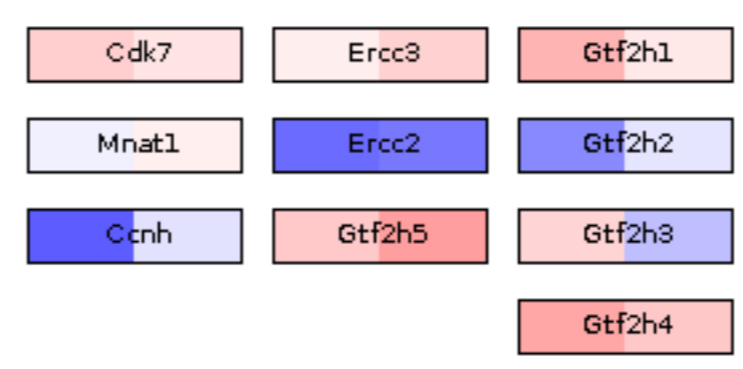 Cdk7 Ercc3 Gtf2h1
Mnat1 Ercc2 Gtf2h2
Ccnh Gtf2h5 Gtf2h3
Gtf2h4